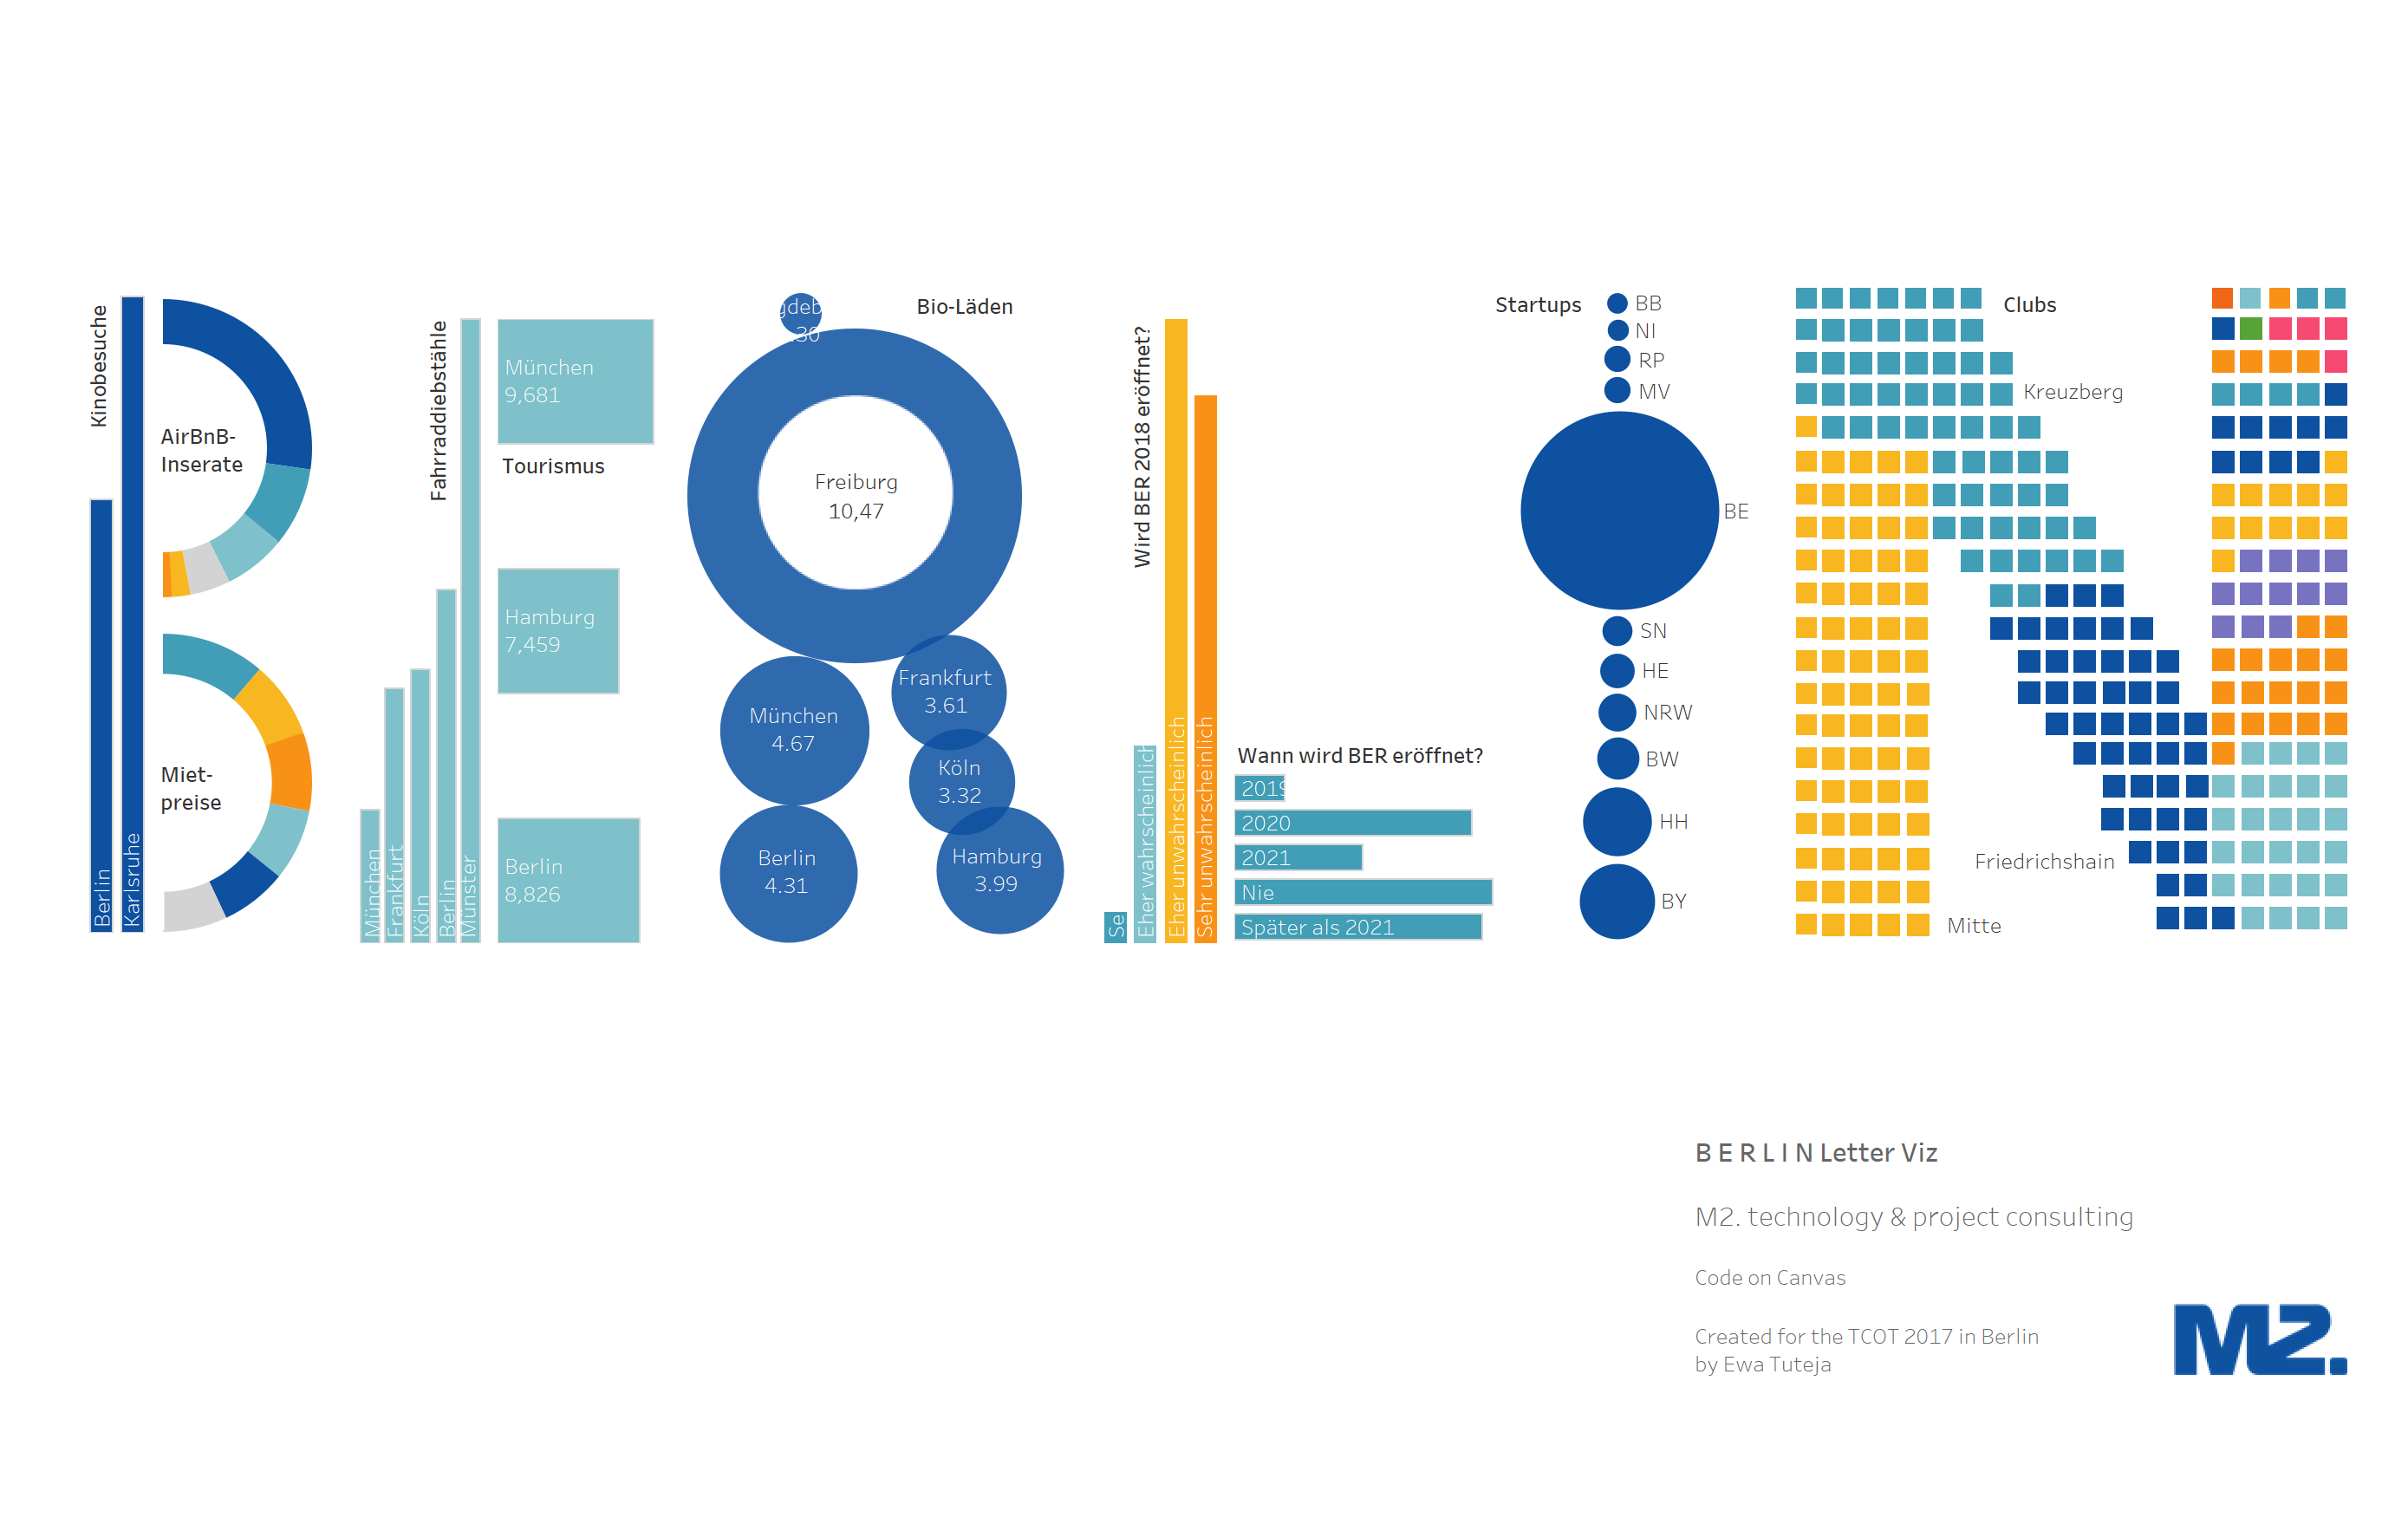 Kinobesuche
Berlin
Karlsruhe
AirBnB-
Inserate
Miet-
preise
Fahrraddiebstähle
München
Frankfurt
Köln
Berlin
Münster
München
9,681
Tourismus
Hamburg
7,459
Berlin
8,826
Bio-Läden
Freiburg
10,47
München
4.67
Berlin
4.31
Frankfurt
3.61
Köln
3.32
Hamburg
3.99
Wird BER 2018 eröffnet?
Se
Eher wahrscheinlich
Eher unwahrscheinlich
Sehr unwahrscheinlich
Wann wird BER eröffnet?
2019
2020
2021
Nie
Später als 2021
Startups
BB
NI
RP
MV
BE
SN
HE
NRW
BW
HH
BY
Clubs
Kreuzberg
Friedrichshain
Mitte
B E R L I N Letter Viz
M2. technology & project consulting
Code on Canvas
Created for the TCOT 2017 in Berlin
by Ewa Tuteja
M2.